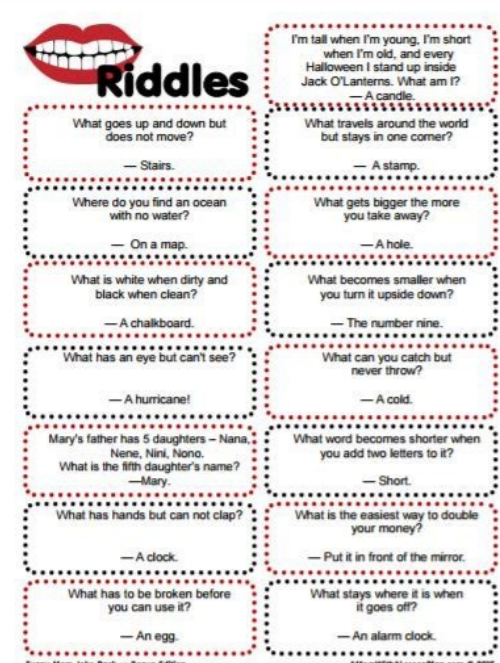 Riddles
I'm tall when I'm young, I'm short
when I'm old, and every
Halloween I stand up inside
Jack O'Lanterns. What am I?
— A candle.
What goes up and down but
does not move?
— Stairs.
What travels around the world
but stays in one corner?
— A stamp.
Where do you find an ocean
with no water?
— On a map.
What gets bigger the more
you take away?
— A hole.
What is white when dirty and
black when clean?
— A chalkboard.
What becomes smaller when
you turn it upside down?
— The number nine.
What has an eye but can't see?
— A hurricane!
What can you catch but
never throw?
— A cold.
Mary's father has 5 daughters – Nana,
Nene, Nini, Nono.
What is the fifth daughter's name?
—Mary.
What word becomes shorter when
you add two letters to it?
— Short.
What has hands but can not clap?
— A clock.
What is the easiest way to double
your money?
— Put it in front of the mirror.
What has to be broken before
you can use it?
— An egg.
What stays where it is when
it goes off?
— An alarm clock.